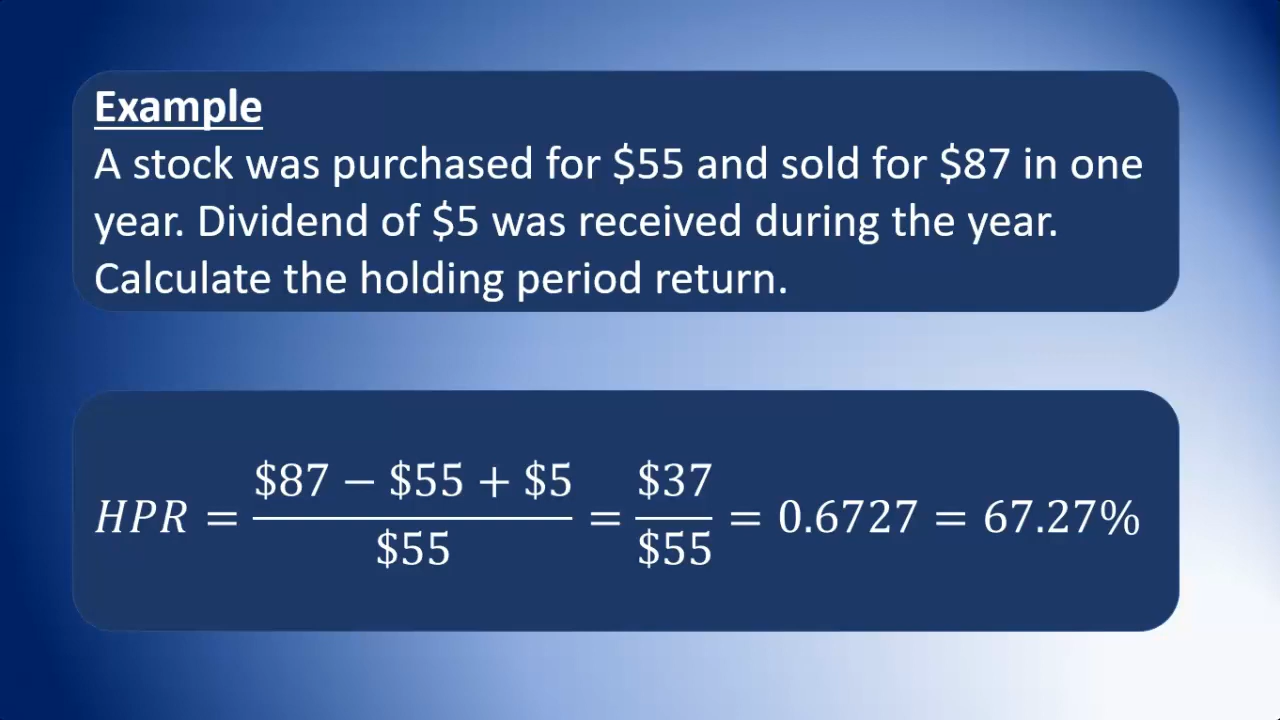 Example
A stock was purchased for $55 and sold for $87 in one
year. Dividend of $5 was received during the year.
Calculate the holding period return.
HPR = ($87 − $55 + $5)/$55 = $37/$55 = 0.6727 = 67.27%